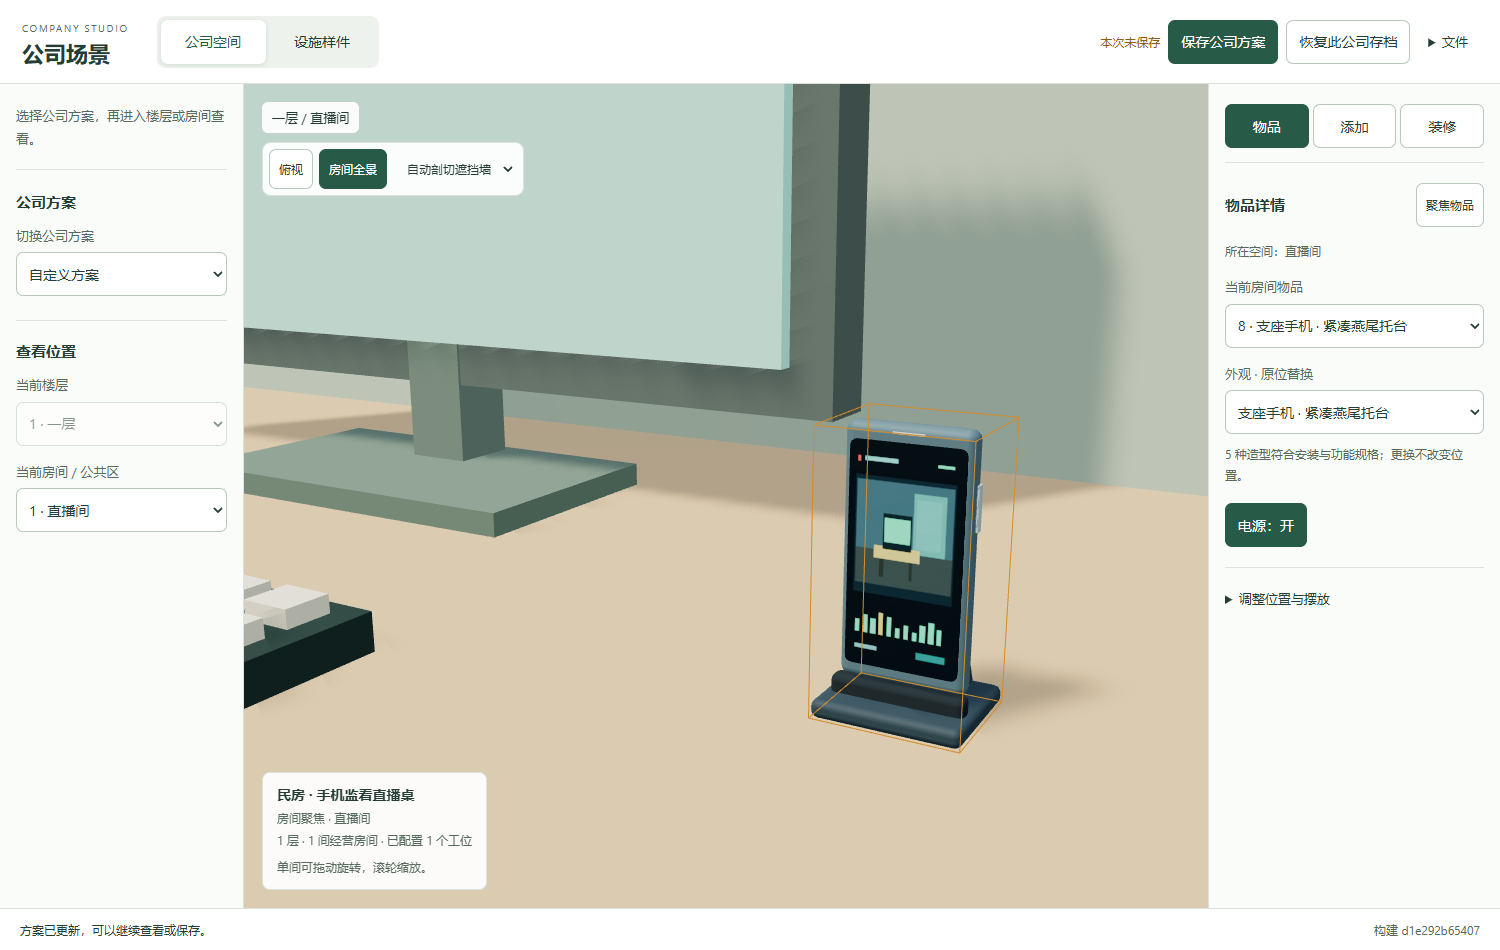 COMPANY STUDIO
公司场景
公司空间
设施样件
本次未保存
保存公司方案
恢复此公司存档
文件
选择公司方案，再进入楼层或房间查
看。
公司方案
切换公司方案
自定义方案
查看位置
当前楼层
1 · 一层
当前房间 / 公共区
1 · 直播间
一层 / 直播间
俯视
房间全景
自动剖切遮挡墙
民房 · 手机监看直播桌
房间聚焦 · 直播间
1 层 · 1 间经营房间 · 已配置 1 个工位
单间可拖动旋转，滚轮缩放。
物品
添加
装修
物品详情
聚焦物品
所在空间：直播间
当前房间物品
8 · 支座手机 · 紧凑燕尾托台
外观 · 原位替换
支座手机 · 紧凑燕尾托台
5 种造型符合安装与功能规格；更换不改变位
置。
电源：开
调整位置与摆放
方案已更新，可以继续查看或保存。
构建 d1e292b65407